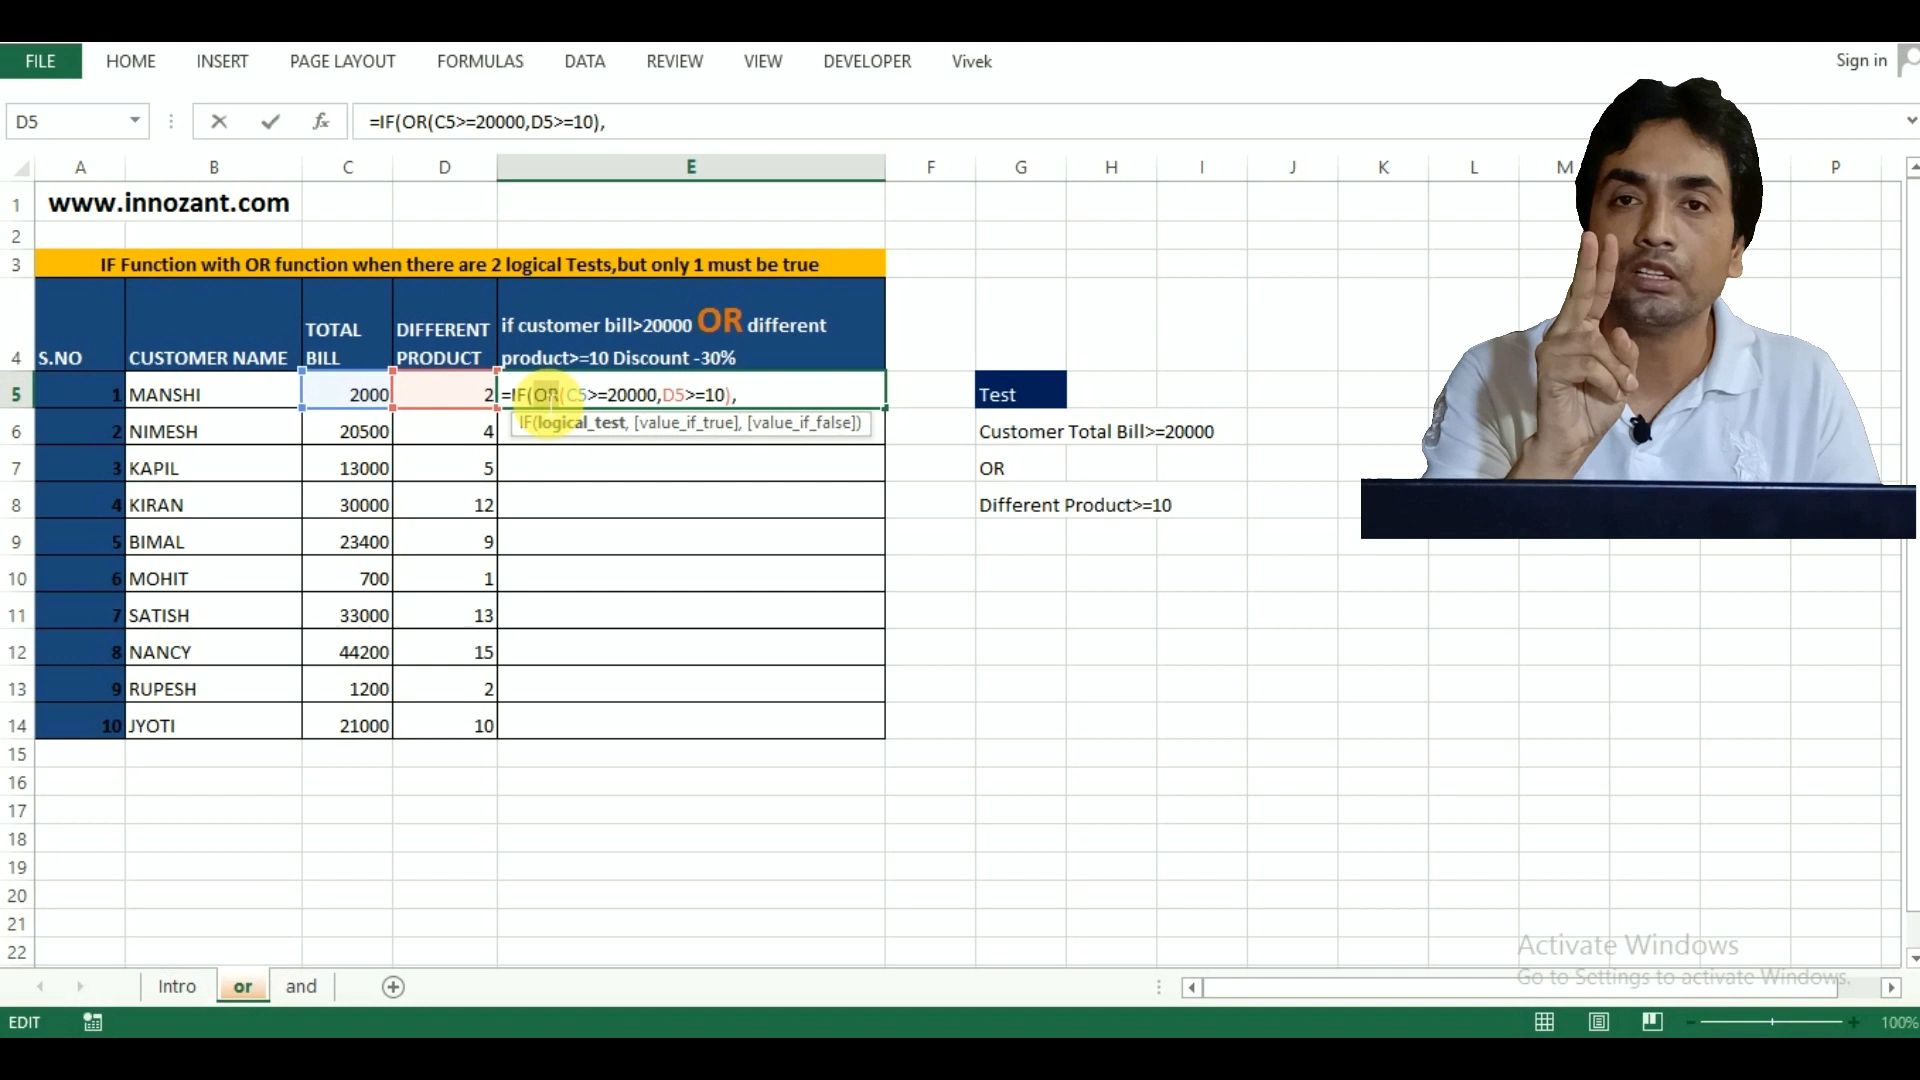 FILE HOME INSERT PAGE LAYOUT FORMULAS DATA REVIEW VIEW DEVELOPER Vivek Sign in
D5 fx =IF(OR(C5>=20000,D5>=10),
A B C D E F G H I J K L M P
1 www.innozant.com
2
3 IF Function with OR function when there are 2 logical Tests,but only 1 must be true
TOTAL DIFFERENT if customer bill>20000 OR different
4 S.NO CUSTOMER NAME BILL PRODUCT product>=10 Discount -30%
5 1 MANSHI 2000 2 =IF(OR(C5>=20000,D5>=10), Test
IF(logical_test, [value_if_true], [value_if_false])
6 2 NIMESH 20500 4 Customer Total Bill>=20000
7 3 KAPIL 13000 5 OR
8 4 KIRAN 30000 12 Different Product>=10
9 5 BIMAL 23400 9
10 6 MOHIT 700 1
11 7 SATISH 33000 13
12 8 NANCY 44200 15
13 9 RUPESH 1200 2
14 10 JYOTI 21000 10
15
16
17
18
19
20
21
22
Activate Windows
Go to Settings to activate Windows.
Intro or and
EDIT 100%